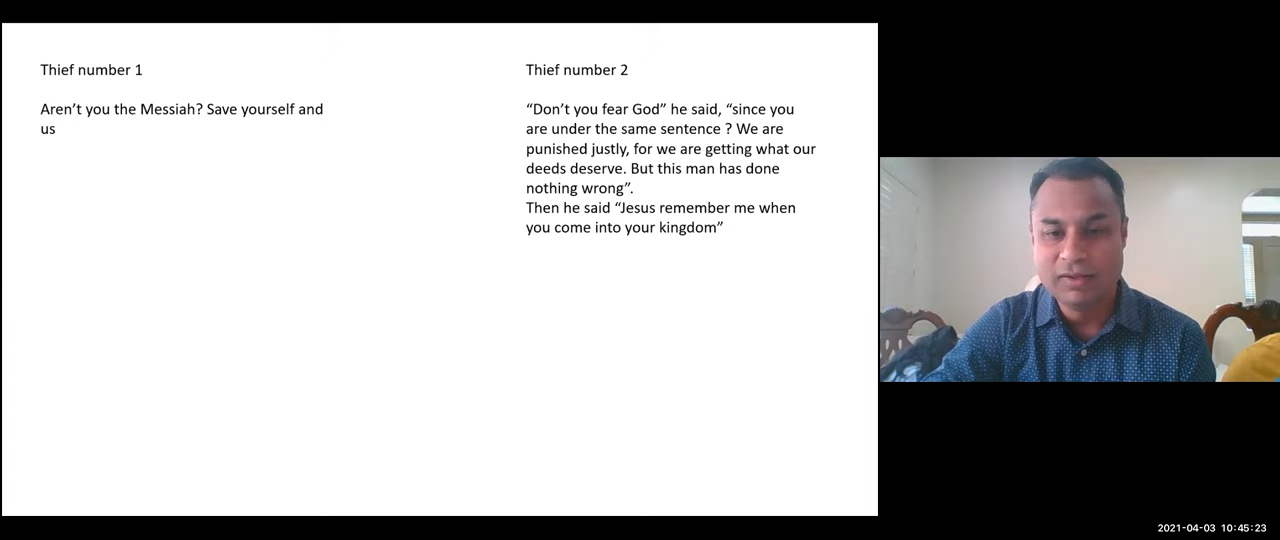 Thief number 1
Aren’t you the Messiah? Save yourself and
us
Thief number 2
“Don’t you fear God” he said, “since you
are under the same sentence ? We are
punished justly, for we are getting what our
deeds deserve. But this man has done
nothing wrong”.
Then he said “Jesus remember me when
you come into your kingdom”
2021-04-03 10:45:23